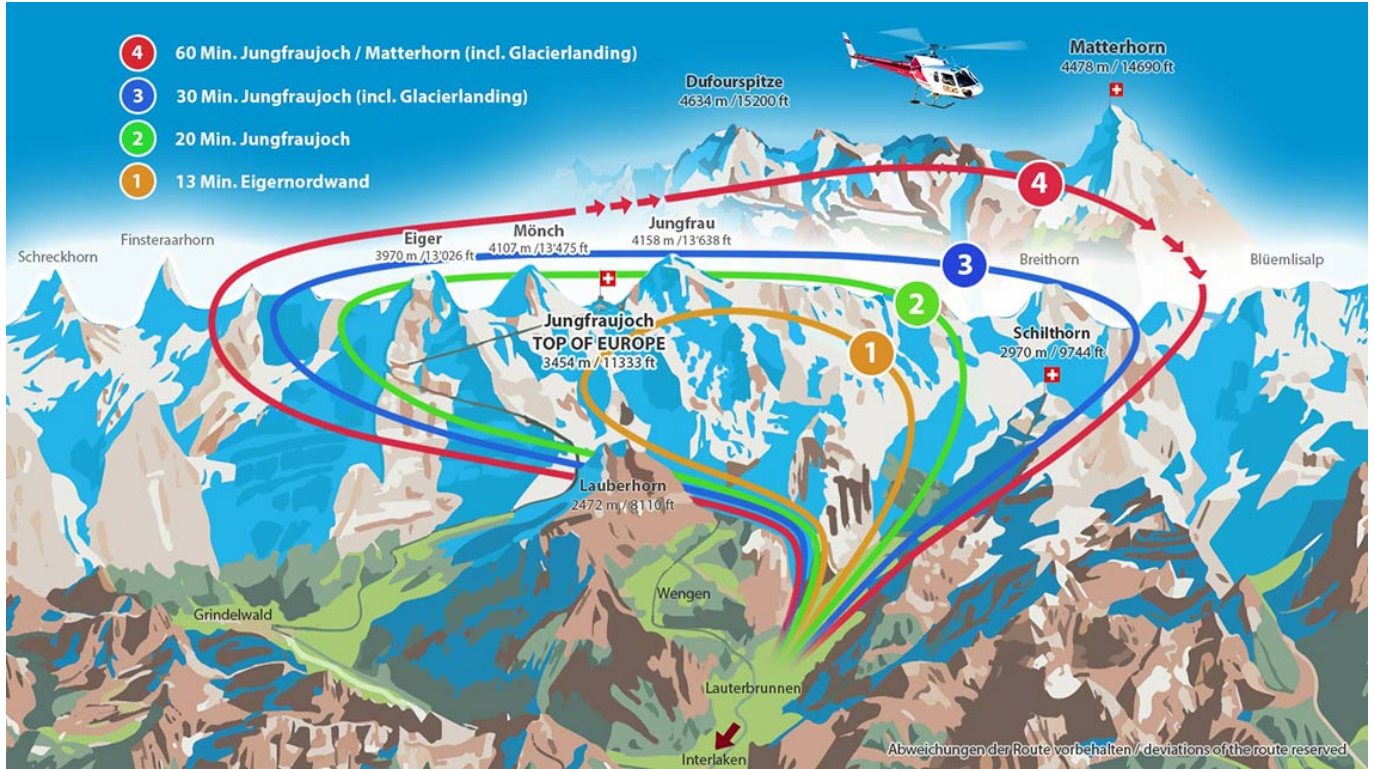 4 60 Min. Jungfraujoch / Matterhorn (incl. Glacierlanding)
3 30 Min. Jungfraujoch (incl. Glacierlanding)
2 20 Min. Jungfraujoch
1 13 Min. Eigernordwand
Matterhorn
4478 m / 14690 ft
Dufourspitze
4634 m /15200 ft
4
Schreckhorn
Finsteraarhorn
Eiger
3970 m /13'026 ft
Mönch
4107 m /13'475 ft
Jungfrau
4158 m /13'638 ft
3
Breithorn
Blüemlisalp
2
Jungfraujoch
TOP OF EUROPE
3454 m / 11333 ft
1
Schilthorn
2970 m / 9744 ft
Lauberhorn
2472 m / 8110 ft
Grindelwald
Wengen
Lauterbrunnen
Interlaken
Abweichungen der Route vorbehalten / deviations of the route reserved